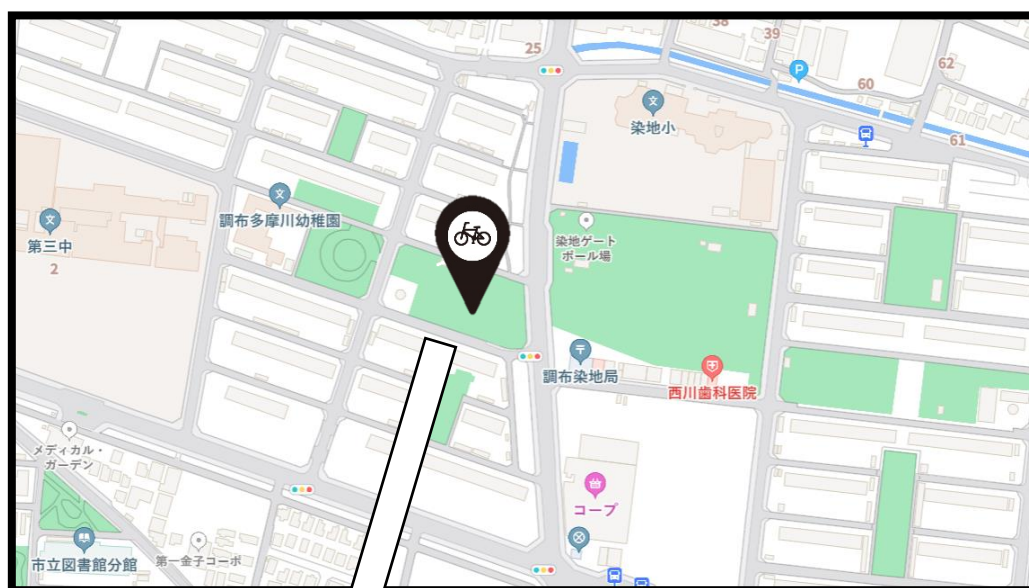 38
39
25
62
60
P
染地小
61
調布多摩川幼稚園
第三中
2
染地ゲート
ボール場
調布染地局
西川歯科医院
メディカル・
ガーデン
コープ
市立図書館分館
第一金子コーポ